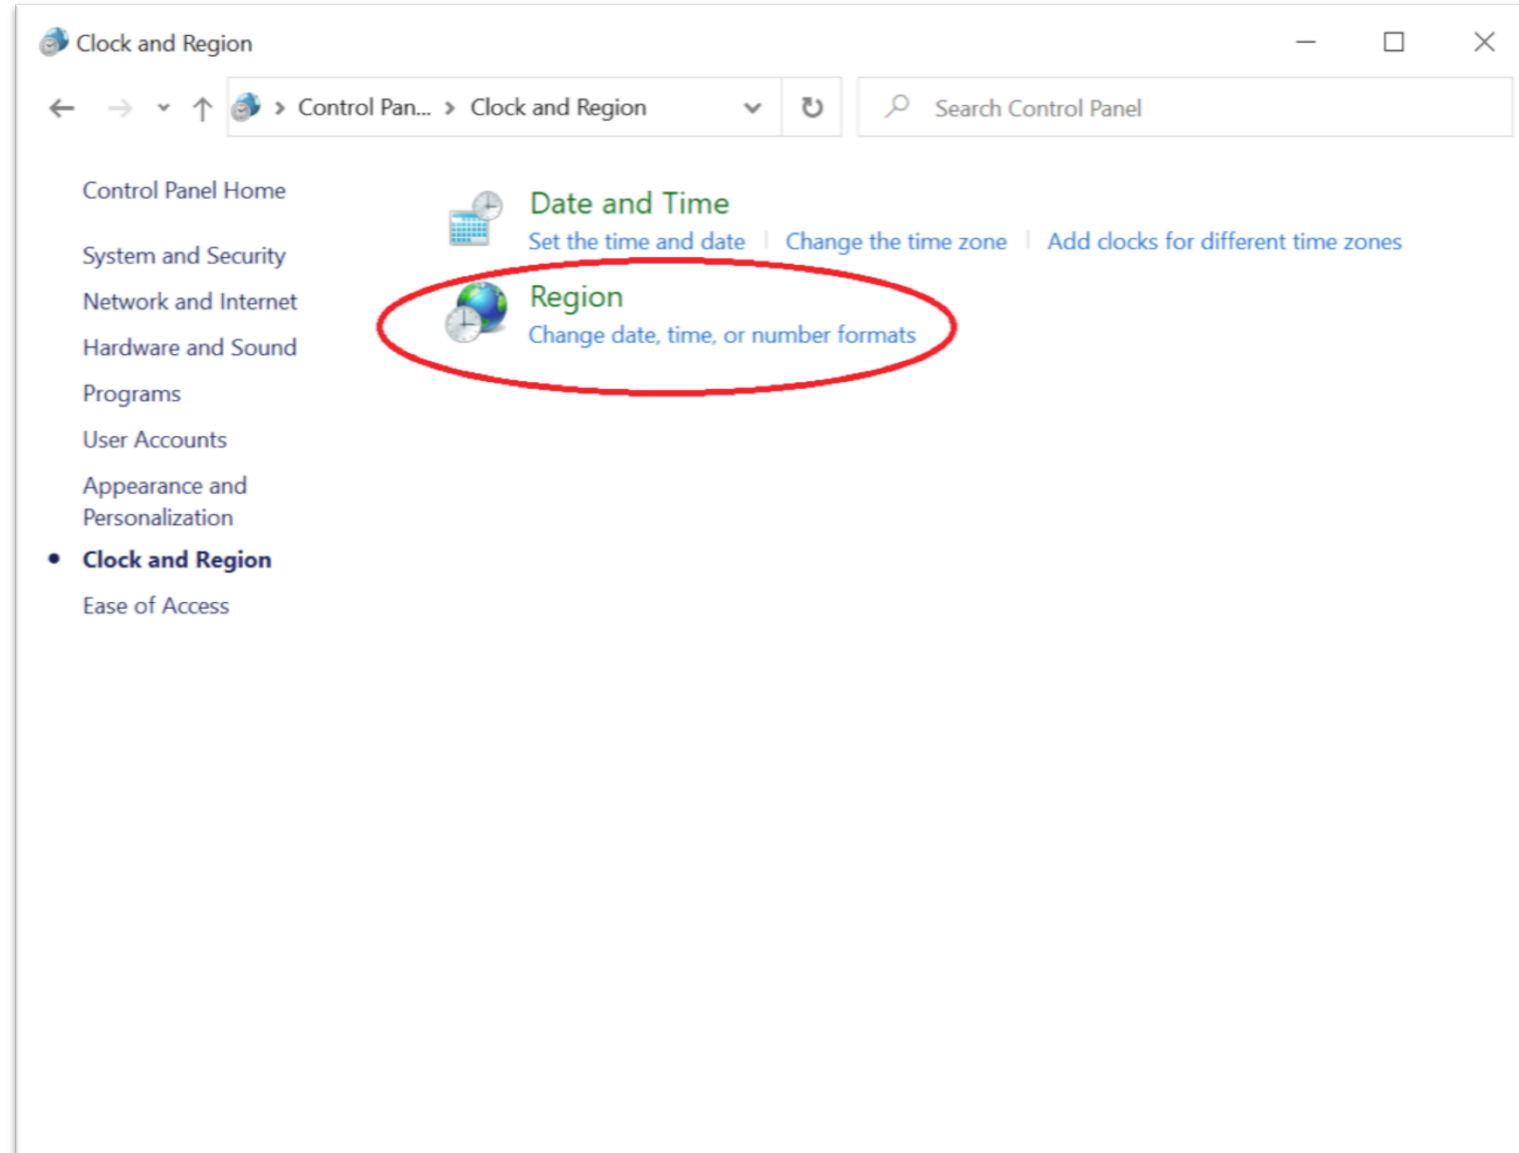 Clock and Region
Control Pan... > Clock and Region
Search Control Panel
Control Panel Home
System and Security
Network and Internet
Hardware and Sound
Programs
User Accounts
Appearance and
Personalization
Clock and Region
Ease of Access
Date and Time
Set the time and date | Change the time zone | Add clocks for different time zones
Region
Change date, time, or number formats